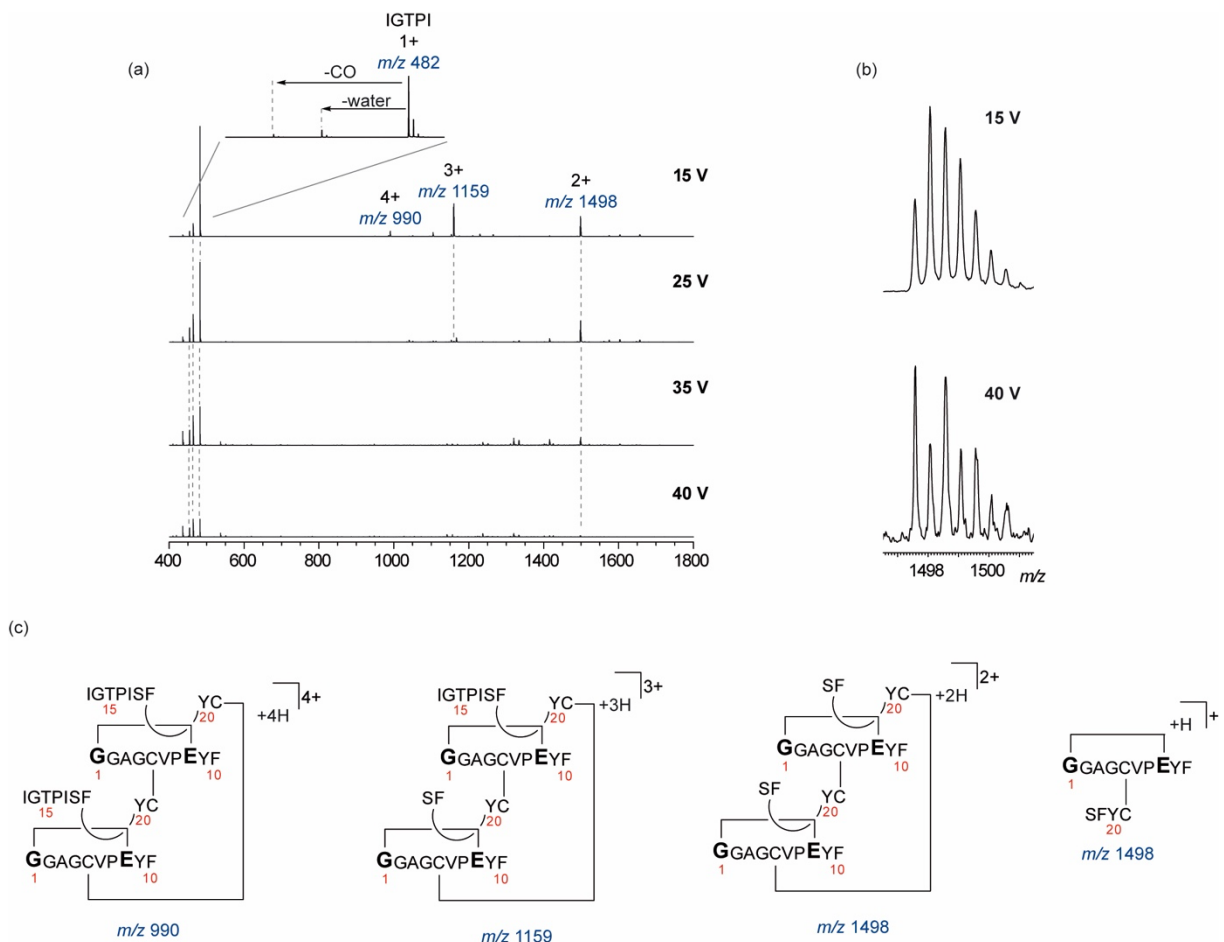 (a)
IGTPI
1+
m/z 482
-CO
-water
15 V
4+
m/z 990
3+
m/z 1159
2+
m/z 1498
25 V
35 V
40 V
400 600 800 1000 1200 1400 1600 1800
(b)
15 V
40 V
1498 1500 m/z
(c)
IGTPISF
15
YC
20
+4H
4+
GGAGCVPEYF
1 10
IGTPISF
15
YC
20
GGAGCVPEYF
1 10
m/z 990
IGTPISF
15
YC
20
+3H
3+
GGAGCVPEYF
1 10
SF
YC
20
GGAGCVPEYF
1 10
m/z 1159
SF
YC
20
+2H
2+
GGAGCVPEYF
1 10
SF
YC
20
GGAGCVPEYF
1 10
m/z 1498
+H
+
GGAGCVPEYF
1
SFYC
20
m/z 1498